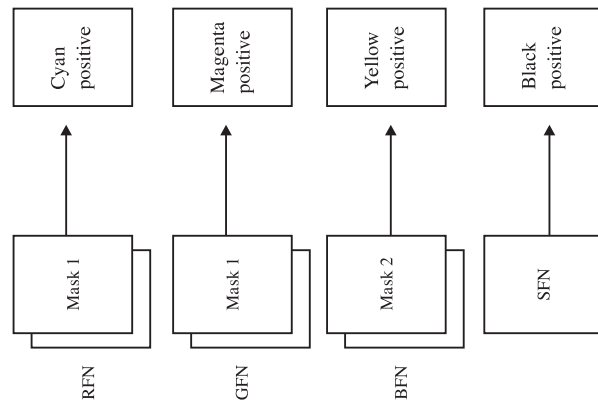 RFN
Mask 1
Cyan
positive
GFN
Mask 1
Magenta
positive
BFN
Mask 2
Yellow
positive
SFN
Black
positive